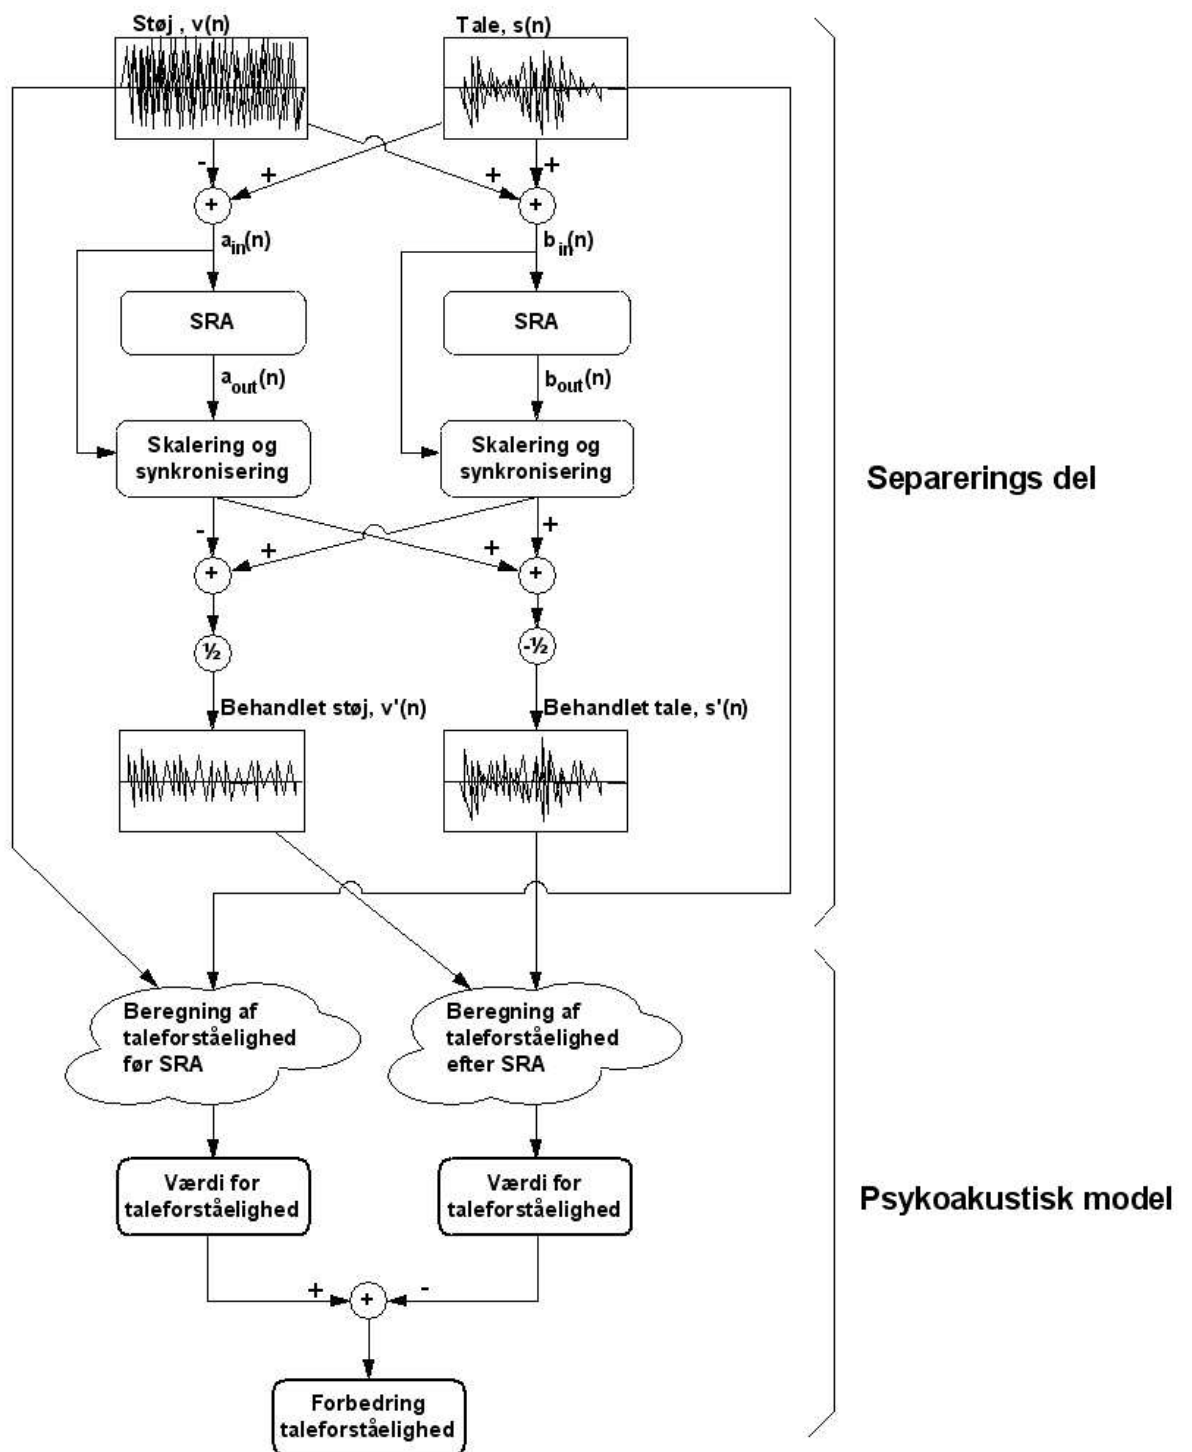 Støj , v(n)
Tale, s(n)
-
+
+
+
+
+
a_in(n)
b_in(n)
SRA
SRA
a_out(n)
b_out(n)
Skalering og
synkronisering
Skalering og
synkronisering
Separerings del
-
+
+
+
+
+
½
-½
Behandlet støj, v'(n)
Behandlet tale, s'(n)
Beregning af
taleforståelighed
før SRA
Beregning af
taleforståelighed
efter SRA
Værdi for
taleforståelighed
Værdi for
taleforståelighed
Psykoakustisk model
+
-
+
Forbedring
taleforståelighed